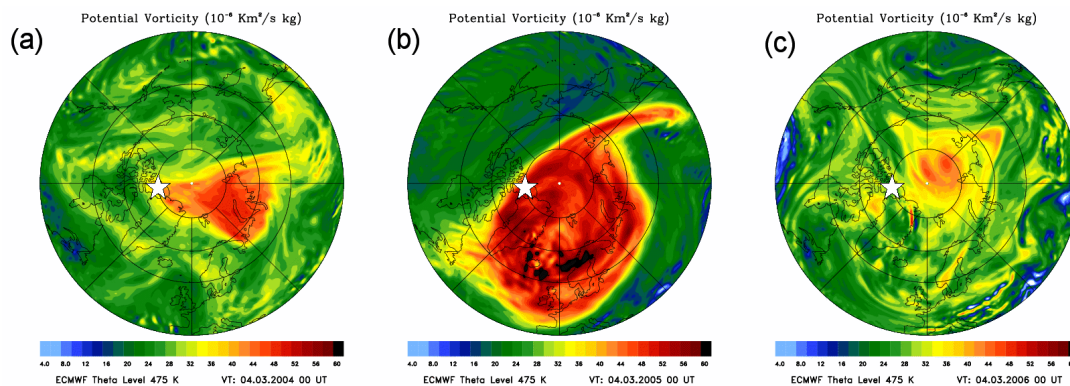 Potential Vorticity (10⁻⁶ Km²/s kg)
(a)
4.0 8.0 12 16 20 24 28 32 36 40 44 48 52 56 60
ECMWF Theta Level 475 K VT: 04.03.2004 00 UT
Potential Vorticity (10⁻⁶ Km²/s kg)
(b)
4.0 8.0 12 16 20 24 28 32 36 40 44 48 52 56 60
ECMWF Theta Level 475 K VT: 04.03.2005 00 UT
Potential Vorticity (10⁻⁶ Km²/s kg)
(c)
4.0 8.0 12 16 20 24 28 32 36 40 44 48 52 56 6
ECMWF Theta Level 475 K VT: 04.03.2006 00 U